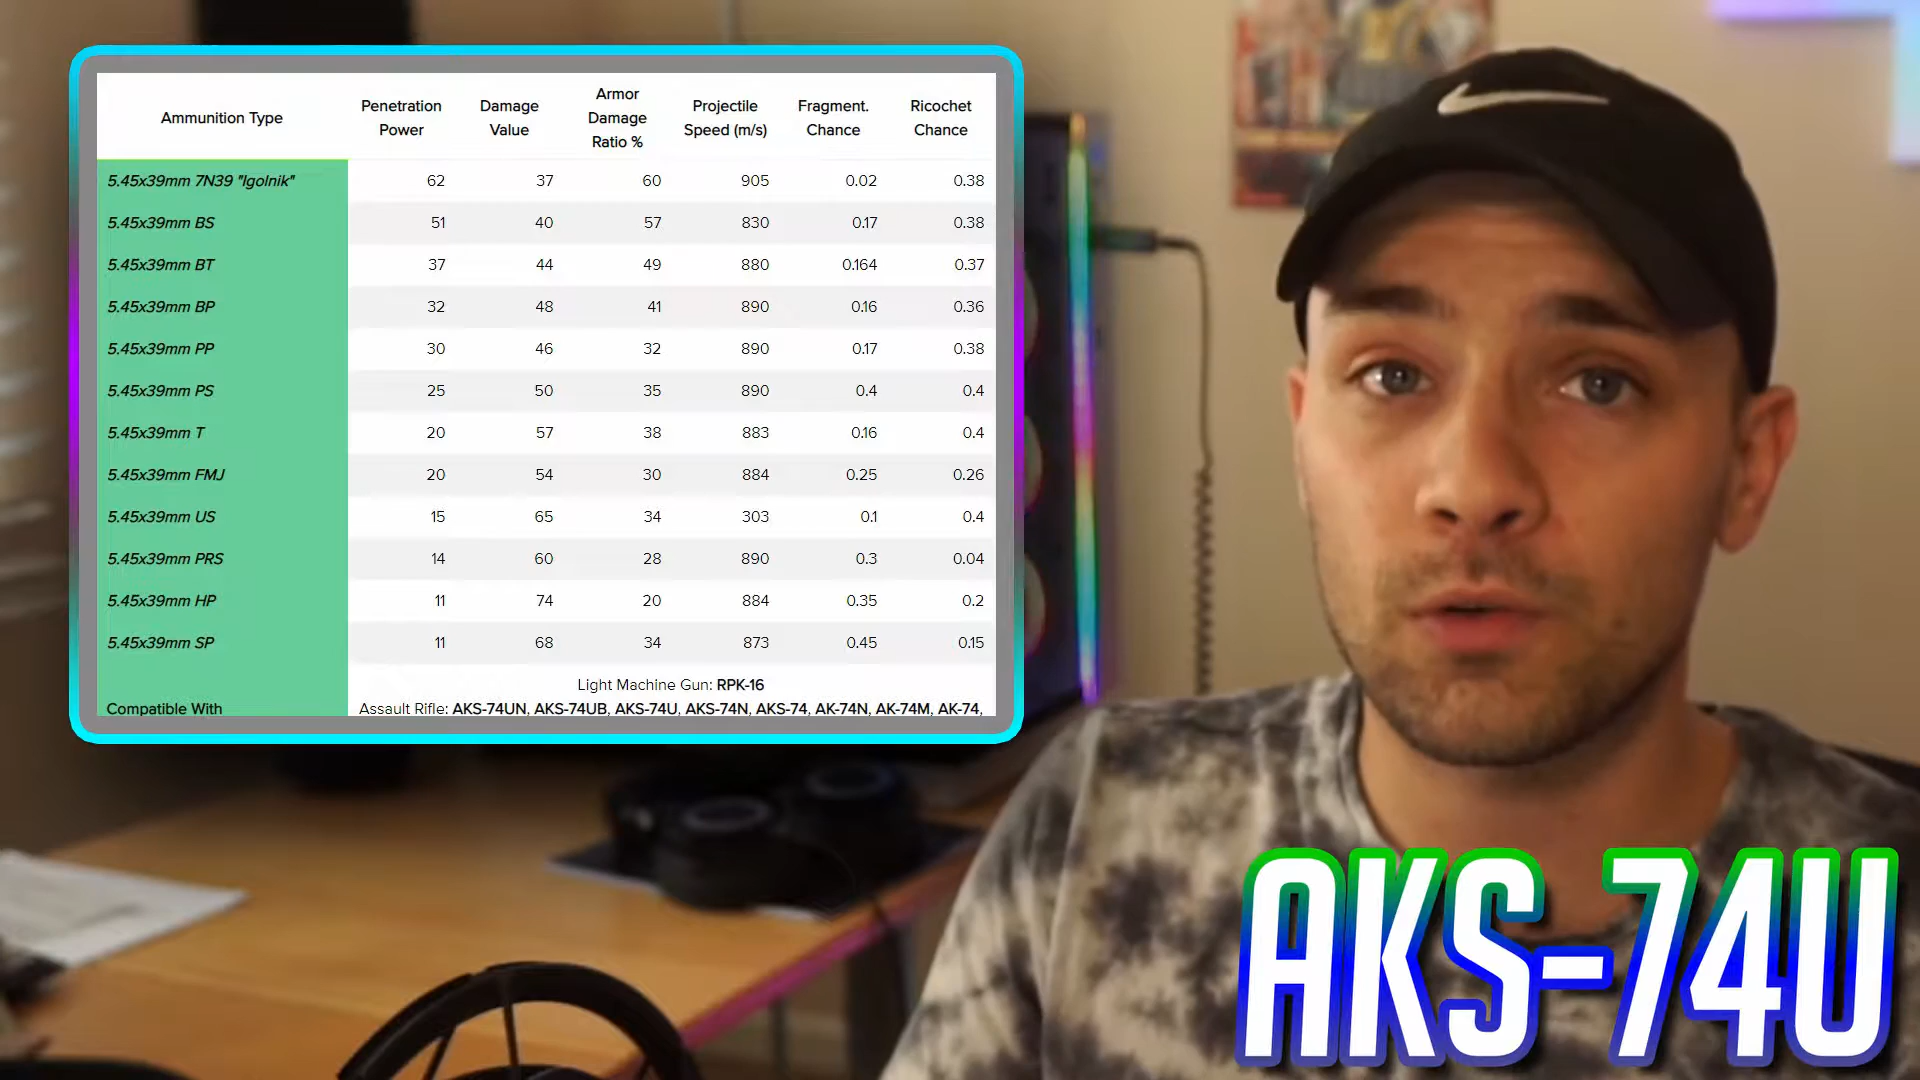 Ammunition Type Penetration Power Damage Value Armor Damage Ratio % Projectile Speed (m/s) Fragment. Chance Ricochet Chance
5.45x39mm 7N39 "Igolnik" 62 37 60 905 0.02 0.38
5.45x39mm BS 51 40 57 830 0.17 0.38
5.45x39mm BT 37 44 49 880 0.164 0.37
5.45x39mm BP 32 48 41 890 0.16 0.36
5.45x39mm PP 30 46 32 890 0.17 0.38
5.45x39mm PS 25 50 35 890 0.4 0.4
5.45x39mm T 20 57 38 883 0.16 0.4
5.45x39mm FMJ 20 54 30 884 0.25 0.26
5.45x39mm US 15 65 34 303 0.1 0.4
5.45x39mm PRS 14 60 28 890 0.3 0.04
5.45x39mm HP 11 74 20 884 0.35 0.2
5.45x39mm SP 11 68 34 873 0.45 0.15
Light Machine Gun: RPK-16
Compatible With Assault Rifle: AKS-74UN, AKS-74UB, AKS-74U, AKS-74N, AKS-74, AK-74N, AK-74M, AK-74,
AKS-74U